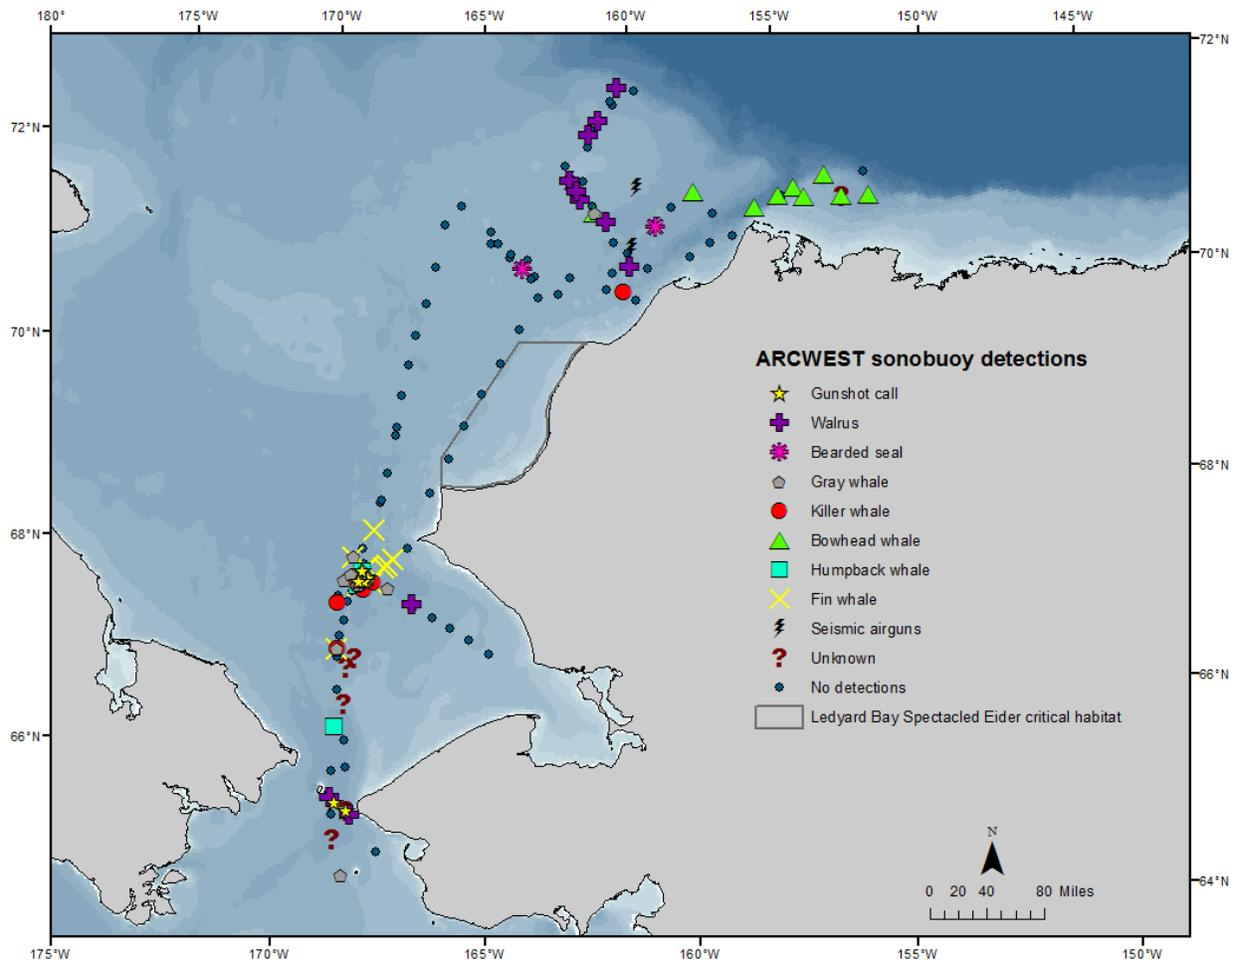 180° 175°W 170°W 165°W 160°W 155°W 150°W 145°W
72°N
72°N
70°N
70°N
68°N
68°N
66°N
66°N
64°N
ARCWEST sonobuoy detections
Gunshot call
Walrus
Bearded seal
Gray whale
Killer whale
Bowhead whale
Humpback whale
Fin whale
Seismic airguns
? Unknown
No detections
Ledyard Bay Spectacled Eider critical habitat
N
0 20 40 80 Miles
175°W 170°W 165°W 160°W 155°W 150°W